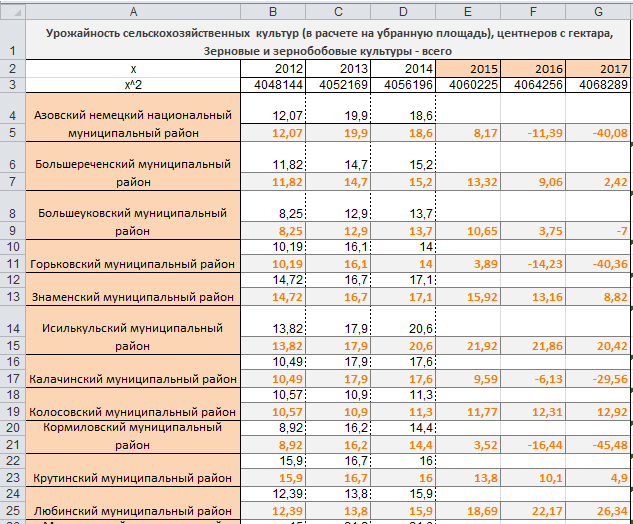 A B C D E F G
1 Урожайность сельскохозяйственных культур (в расчете на убранную площадь), центнеров с гектара,
Зерновые и зернобобовые культуры - всего
2 x 2012 2013 2014 2015 2016 2017
3 x^2 4048144 4052169 4056196 4060225 4064256 4068289
4 Азовский немецкий национальный 12,07 19,9 18,6
5 муниципальный район 12,07 19,9 18,6 8,17 -11,39 -40,08
6 Большереченский муниципальный 11,82 14,7 15,2
7 район 11,82 14,7 15,2 13,32 9,06 2,42
8 Большеуковский муниципальный 8,25 12,9 13,7
9 район 8,25 12,9 13,7 10,65 3,75 -7
10 10,19 16,1 14
11 Горьковский муниципальный район 10,19 16,1 14 3,89 -14,23 -40,36
12 14,72 16,7 17,1
13 Знаменский муниципальный район 14,72 16,7 17,1 15,92 13,16 8,82
14 Исилькульский муниципальный 13,82 17,9 20,6
15 район 13,82 17,9 20,6 21,92 21,86 20,42
16 10,49 17,9 17,6
17 Калачинский муниципальный район 10,49 17,9 17,6 9,59 -6,13 -29,56
18 10,57 10,9 11,3
19 Колосовский муниципальный район 10,57 10,9 11,3 11,77 12,31 12,92
20 Кормиловский муниципальный 8,92 16,2 14,4
21 район 8,92 16,2 14,4 3,52 -16,44 -45,48
22 15,9 16,7 16
23 Крутинский муниципальный район 15,9 16,7 16 13,8 10,1 4,9
24 12,39 13,8 15,9
25 Любинский муниципальный район 12,39 13,8 15,9 18,69 22,17 26,34